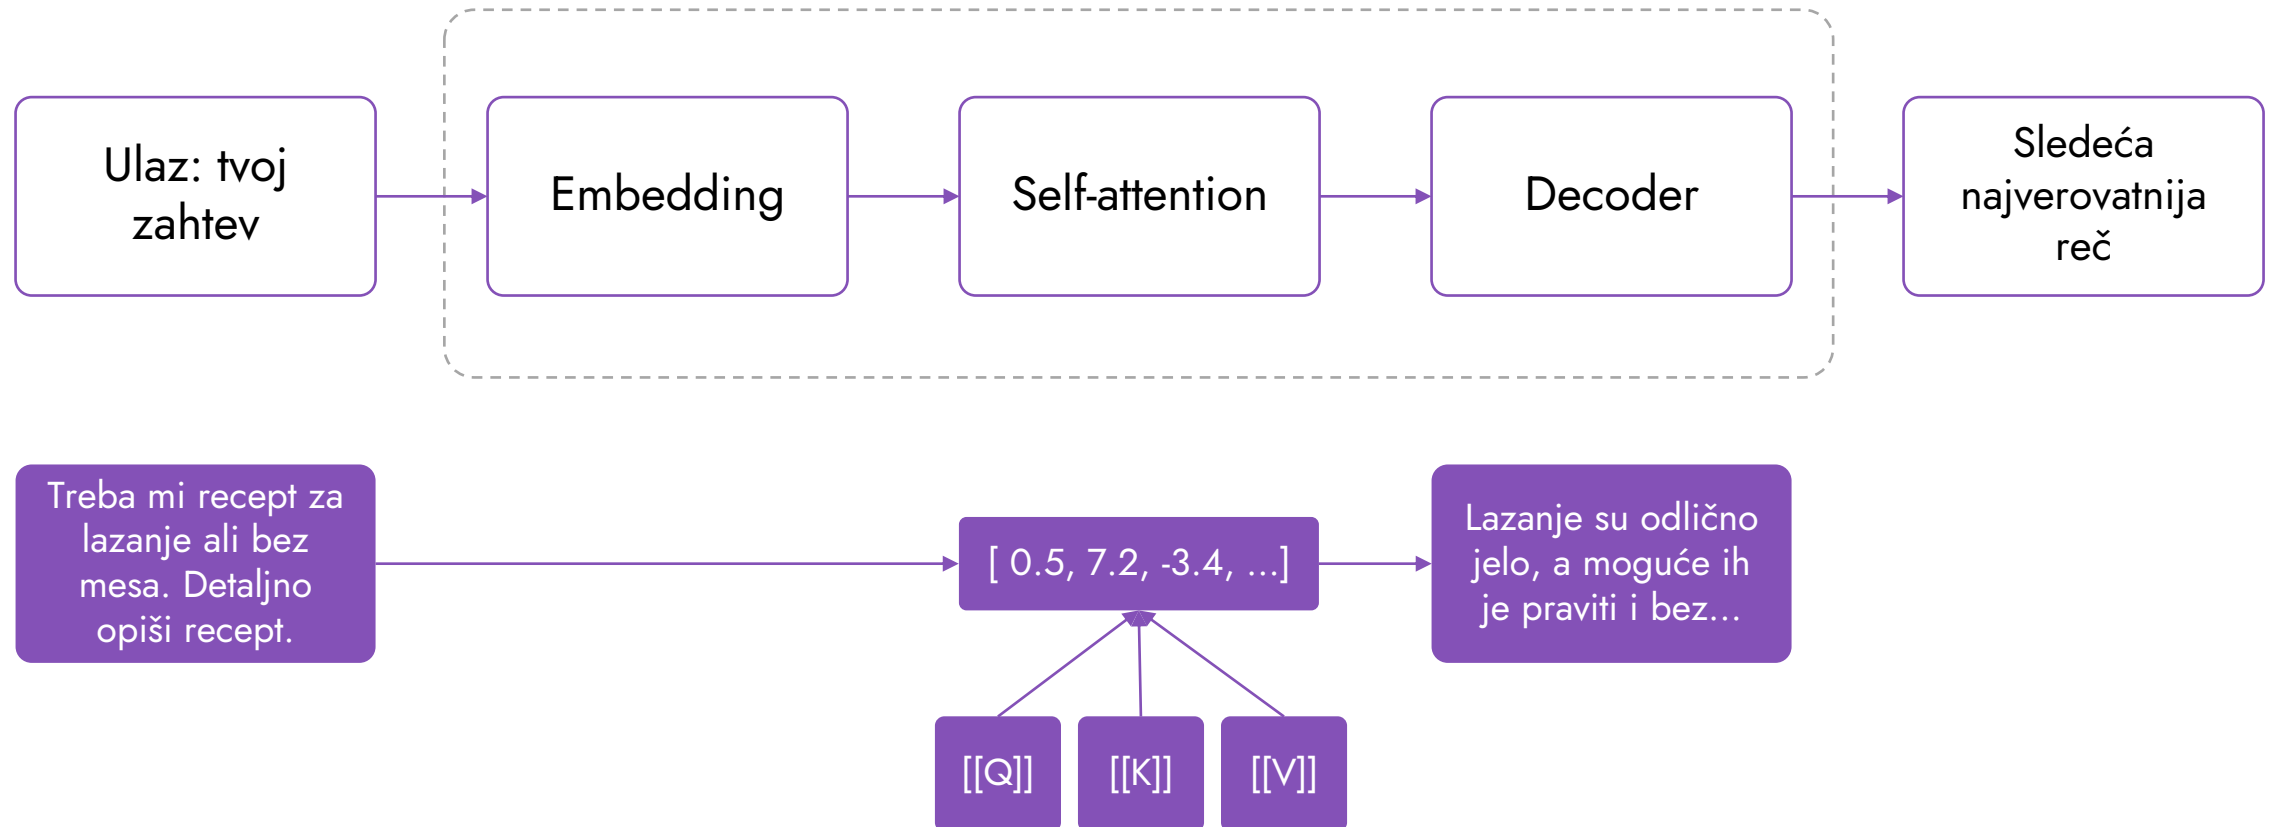 Ulaz: tvoj
zahtev
Embedding
Self-attention
Decoder
Sledeća
najverovatnija
reč
Treba mi recept za
lazanje ali bez
mesa. Detaljno
opiši recept.
[ 0.5, 7.2, -3.4, ...]
Lazanje su odlično
jelo, a moguće ih
je praviti i bez...
[[Q]]
[[K]]
[[V]]